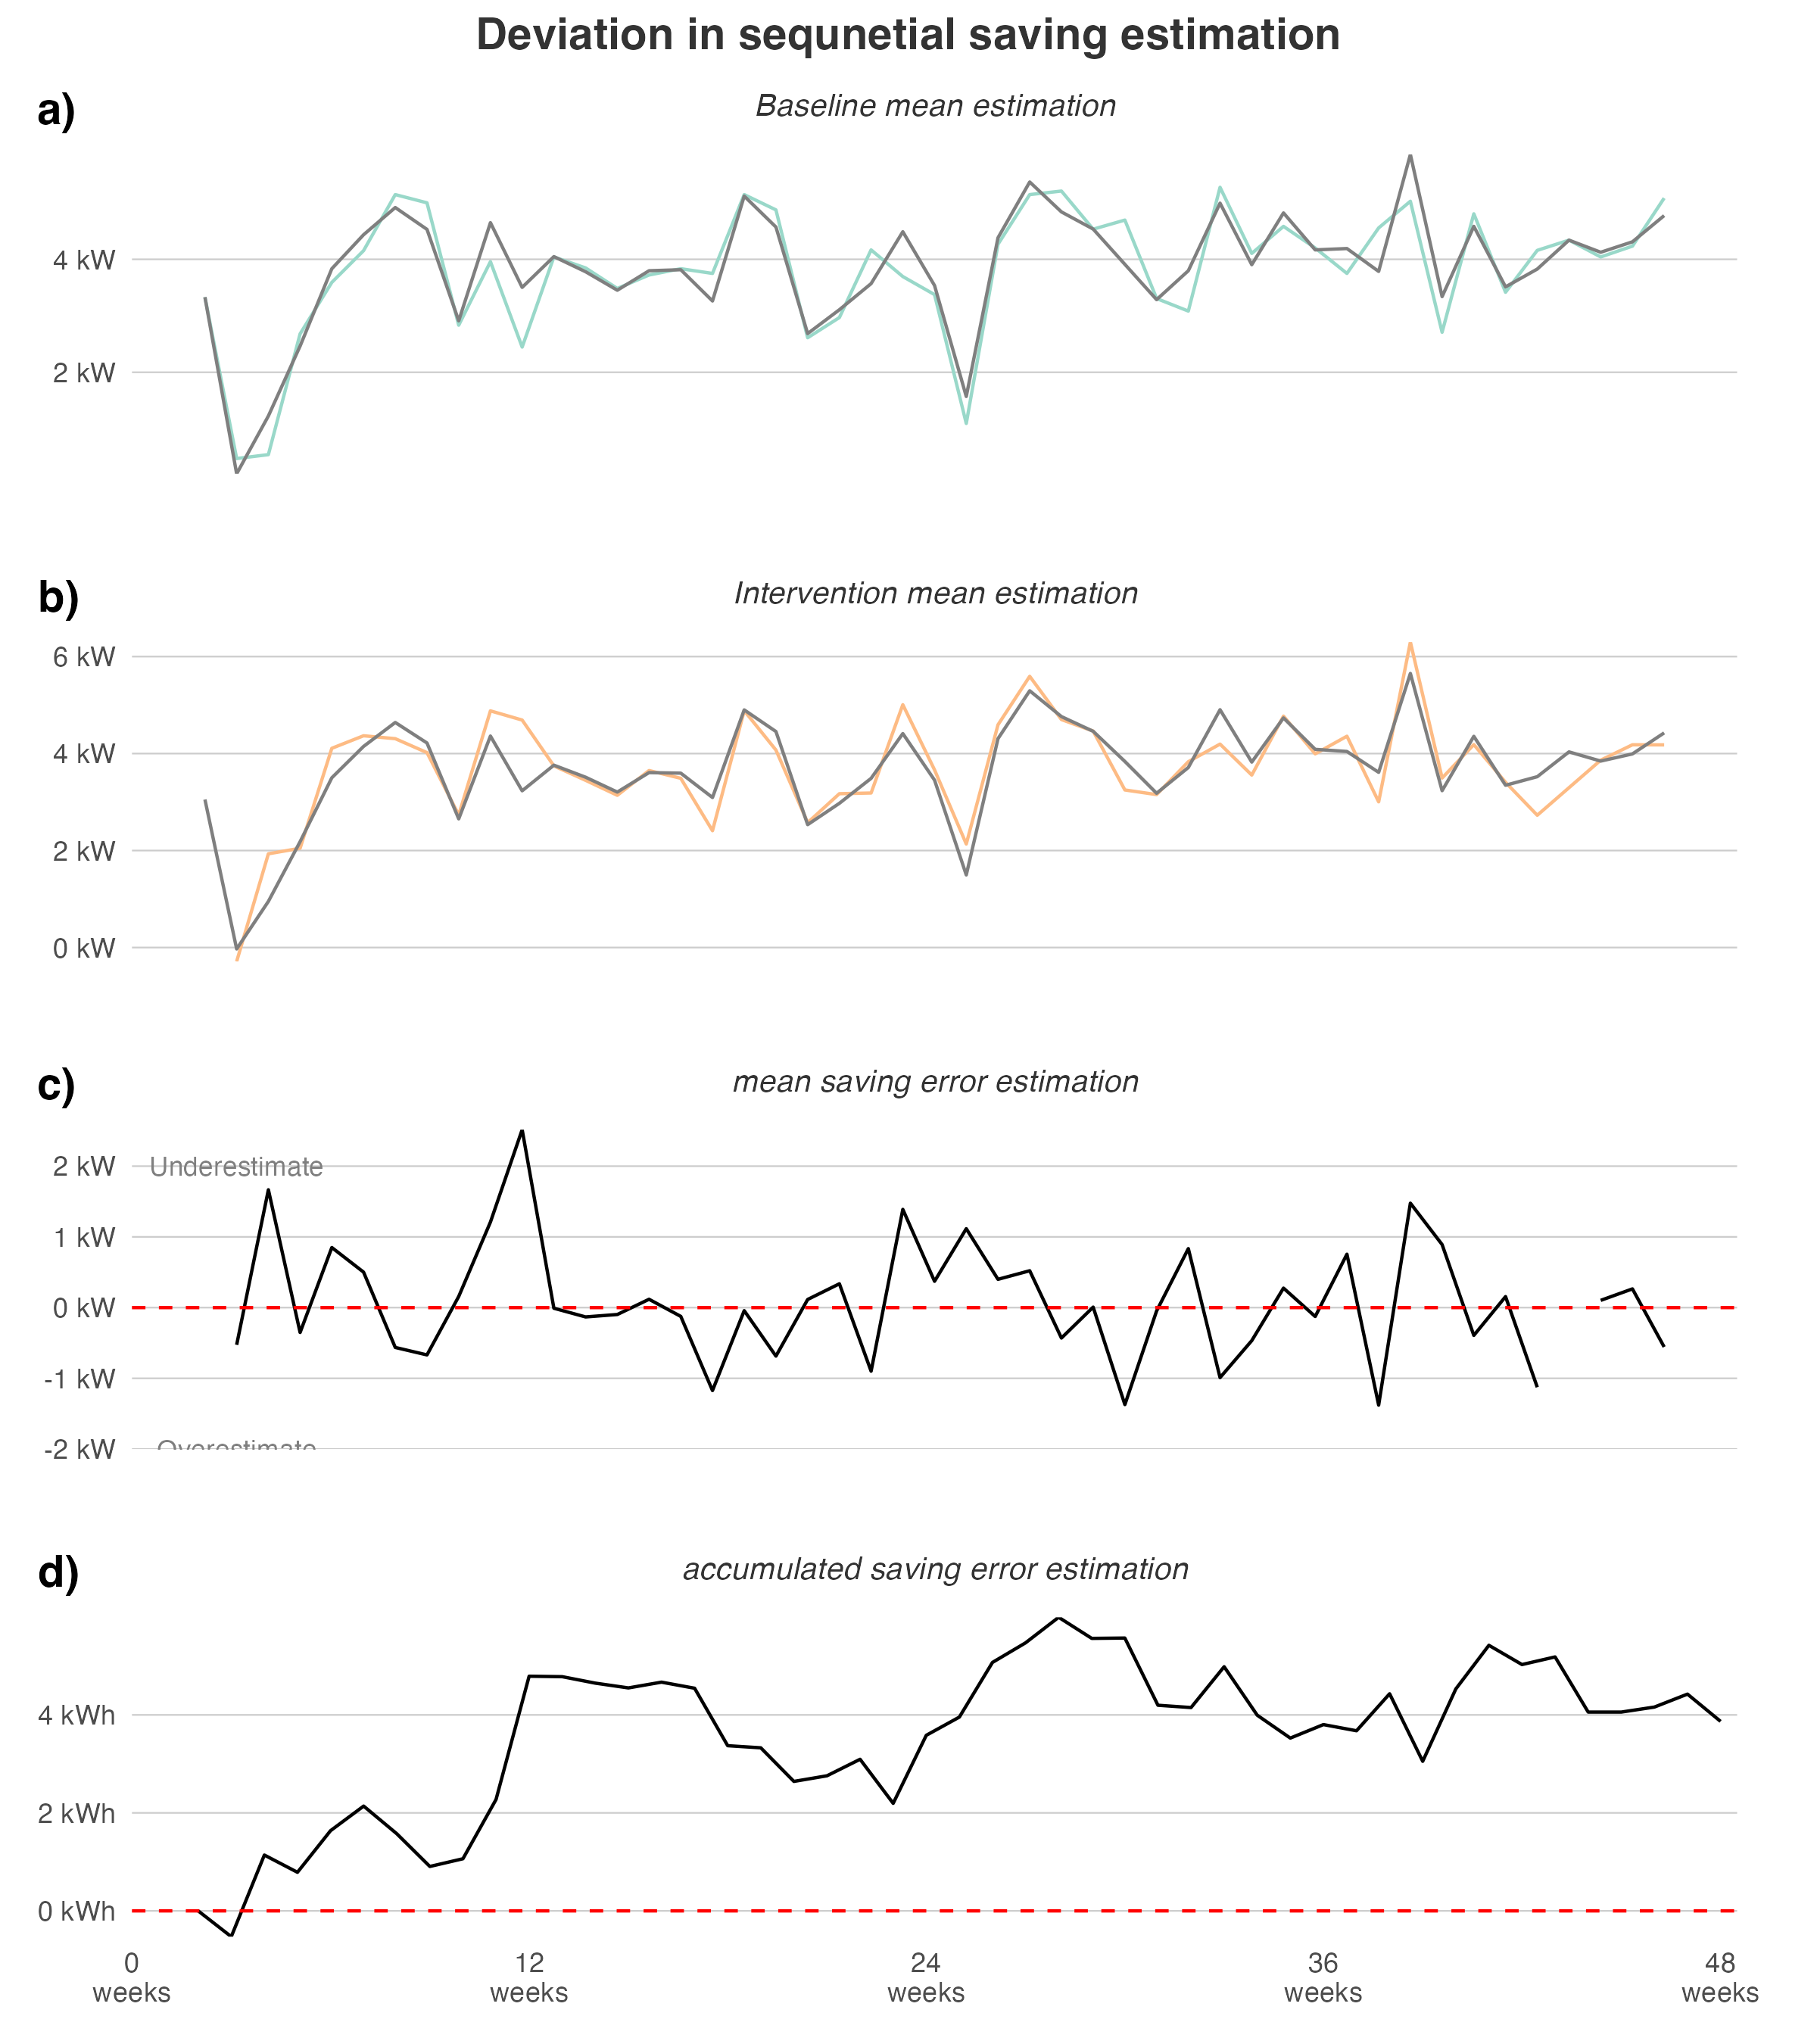 Deviation in sequnetial saving estimation
a)
Baseline mean estimation
4 kW
2 kW
b)
Intervention mean estimation
6 kW
4 kW
2 kW
0 kW
c)
mean saving error estimation
2 kW
Underestimate
1 kW
0 kW
-1 kW
-2 kW
Overestimate
d)
accumulated saving error estimation
4 kWh
2 kWh
0 kWh
0 weeks
12 weeks
24 weeks
36 weeks
48 weeks